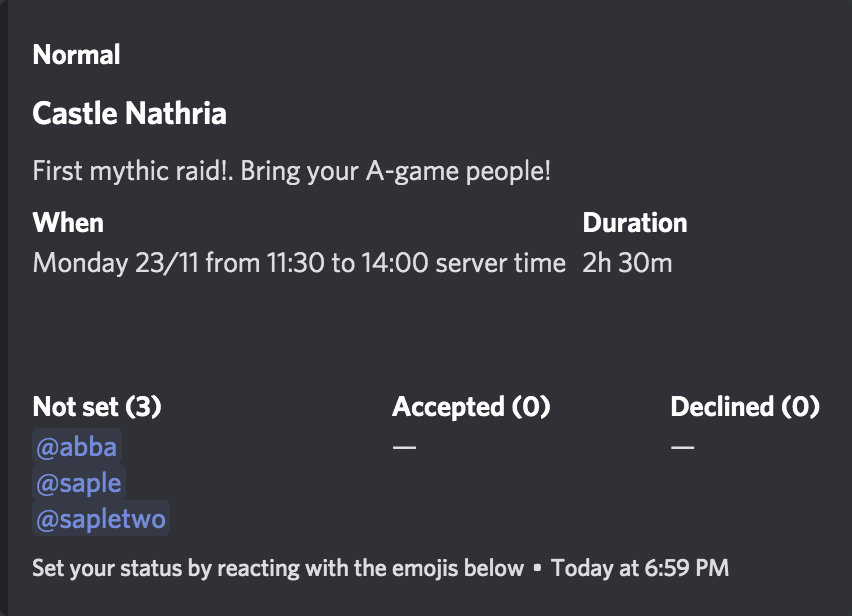 Normal
Castle Nathria
First mythic raid!. Bring your A-game people!
When Duration
Monday 23/11 from 11:30 to 14:00 server time 2h 30m
Not set (3) Accepted (0) Declined (0)
@abba — —
@saple
@sapletwo
Set your status by reacting with the emojis below • Today at 6:59 PM